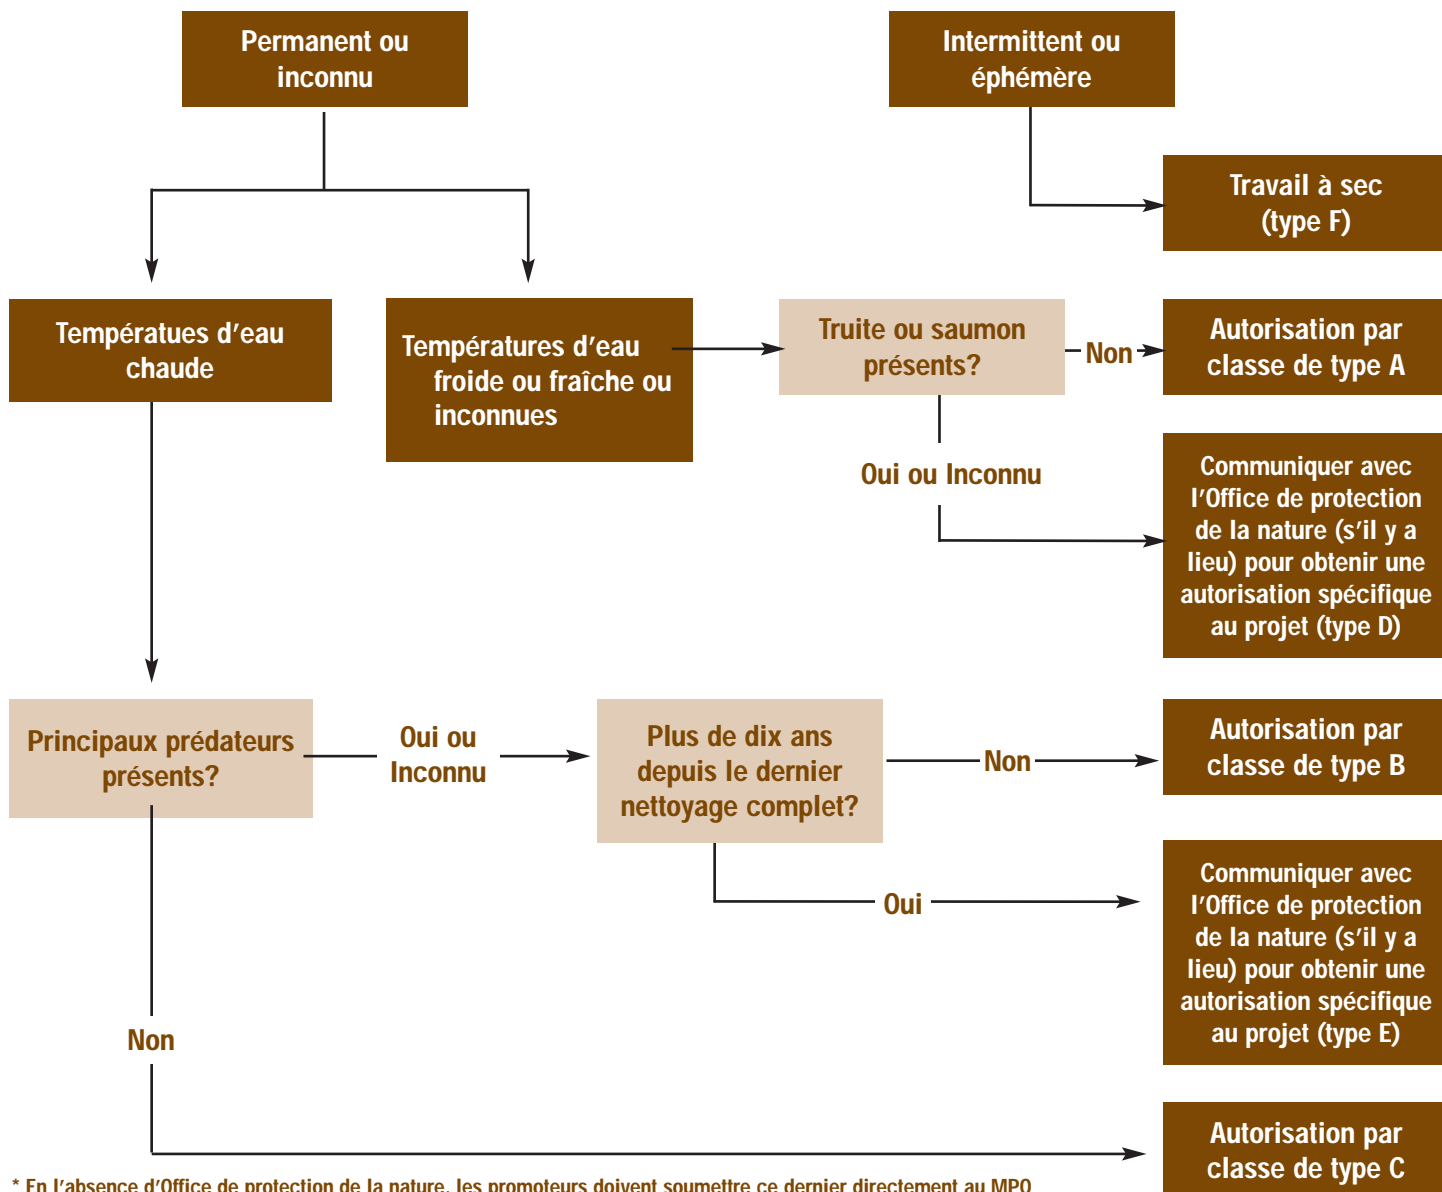 Permanent ou
inconnu
Intermittent ou
éphémère
Travail à sec
(type F)
Températues d'eau
chaude
Températures d'eau
froide ou fraîche ou
inconnues
Truite ou saumon
présents?
Non
Autorisation par
classe de type A
Oui ou Inconnu
Communiquer avec
l'Office de protection
de la nature (s'il y a
lieu) pour obtenir une
autorisation spécifique
au projet (type D)
Principaux prédateurs
présents?
Oui ou
Inconnu
Plus de dix ans
depuis le dernier
nettoyage complet?
Non
Autorisation par
classe de type B
Oui
Communiquer avec
l'Office de protection
de la nature (s'il y a
lieu) pour obtenir une
autorisation spécifique
au projet (type E)
Non
Autorisation par
classe de type C
* En l'absence d'Office de protection de la nature, les promoteurs doivent soumettre ce dernier directement au MPO